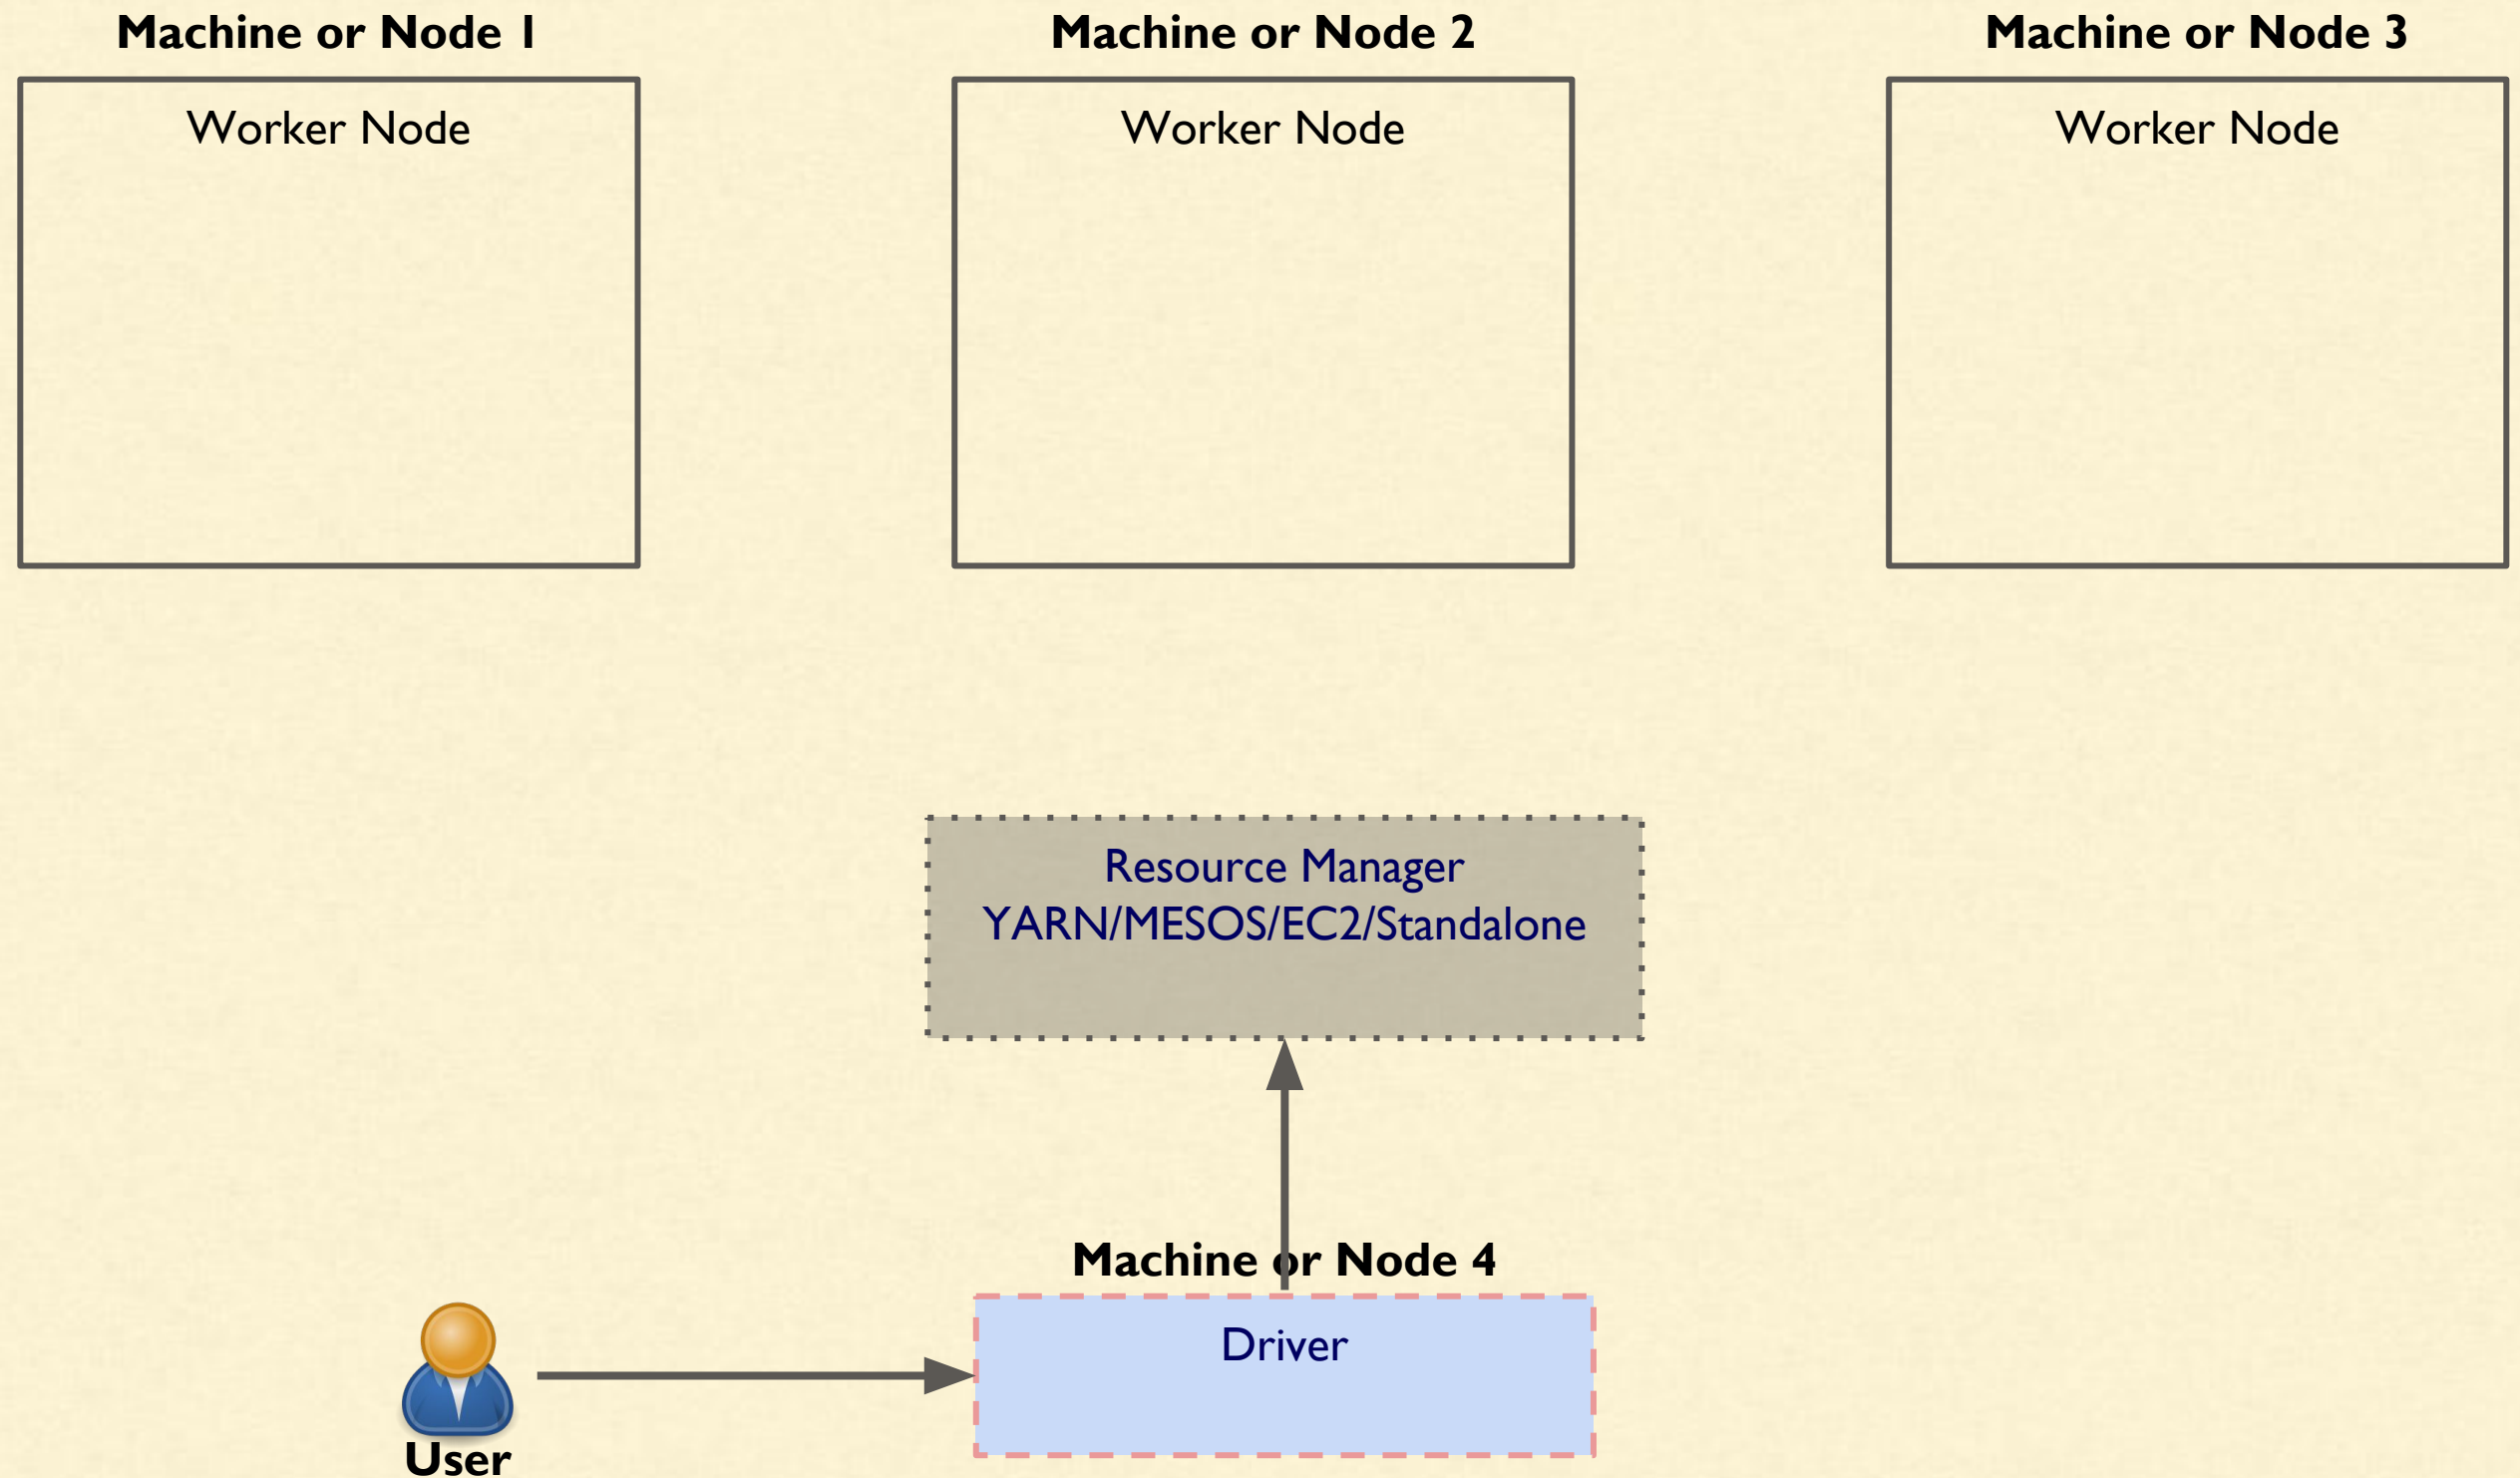 Machine or Node 1
Machine or Node 2
Machine or Node 3
Worker Node
Worker Node
Worker Node
Resource Manager
YARN/MESOS/EC2/Standalone
Machine or Node 4
Driver
User